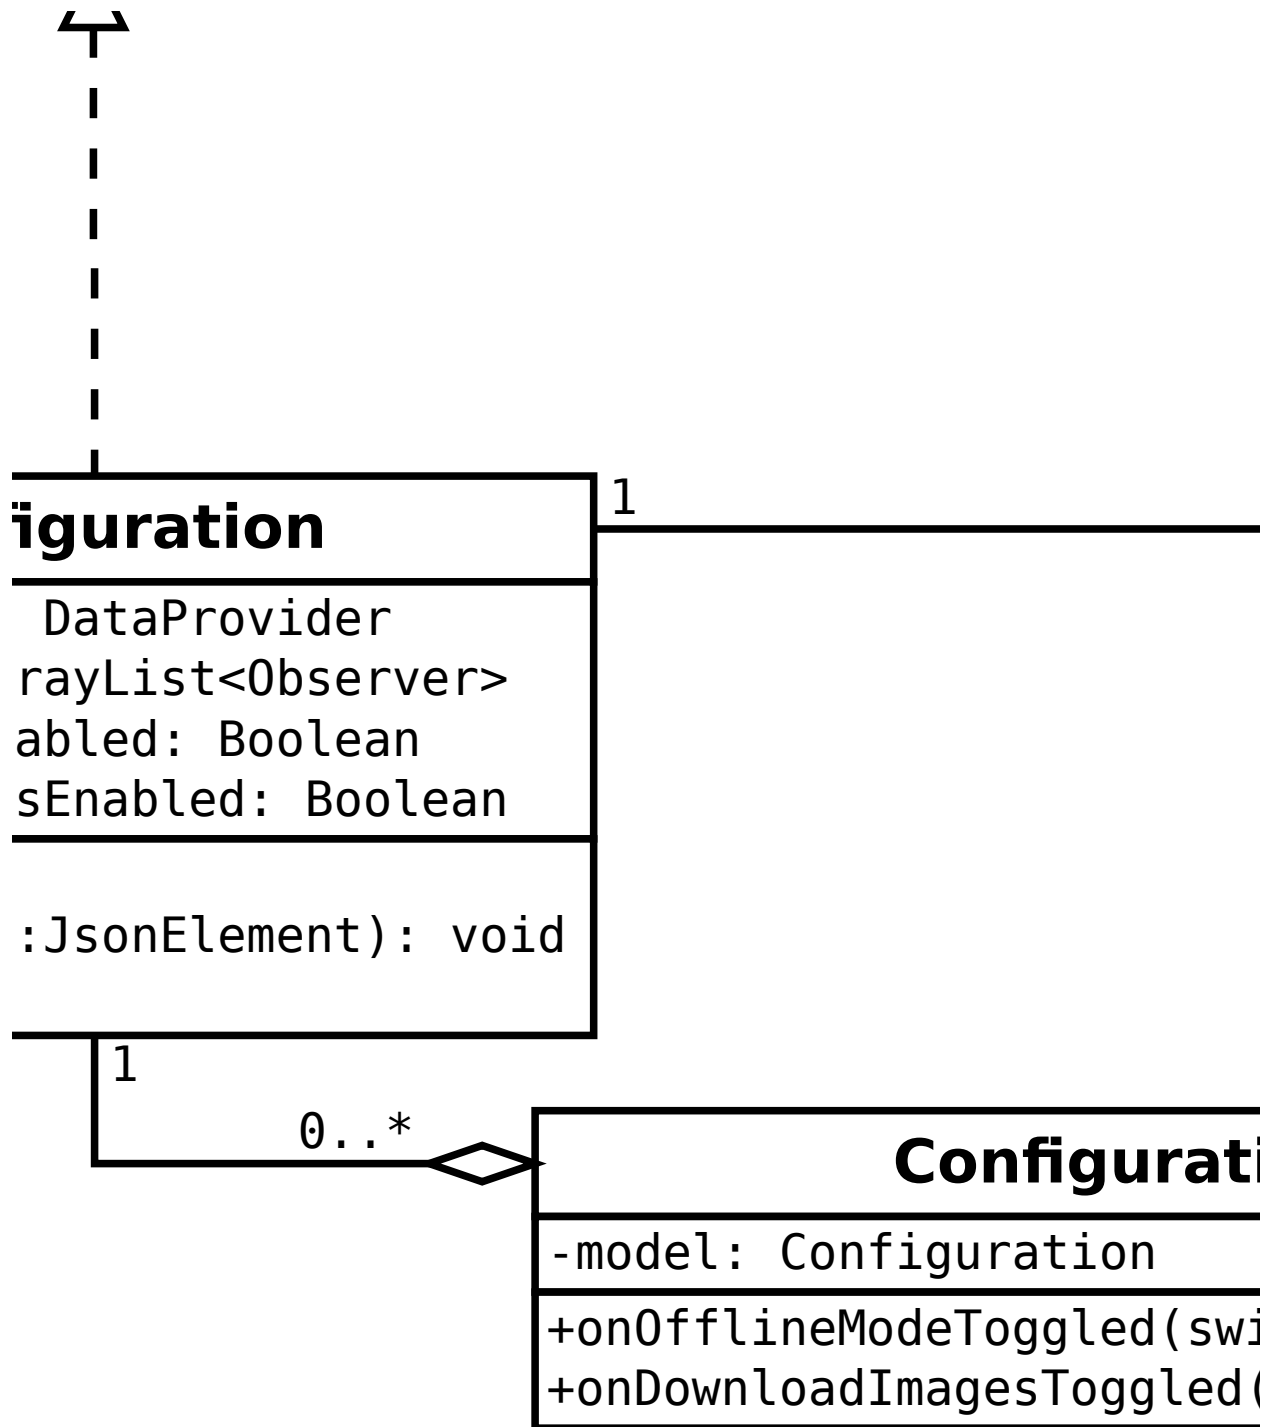 iguration
1
DataProvider
rayList<Observer>
abled: Boolean
sEnabled: Boolean
:JsonElement): void
1
0..*
Configurati
-model: Configuration
+onOfflineModeToggled(swi
+onDownloadImagesToggled(